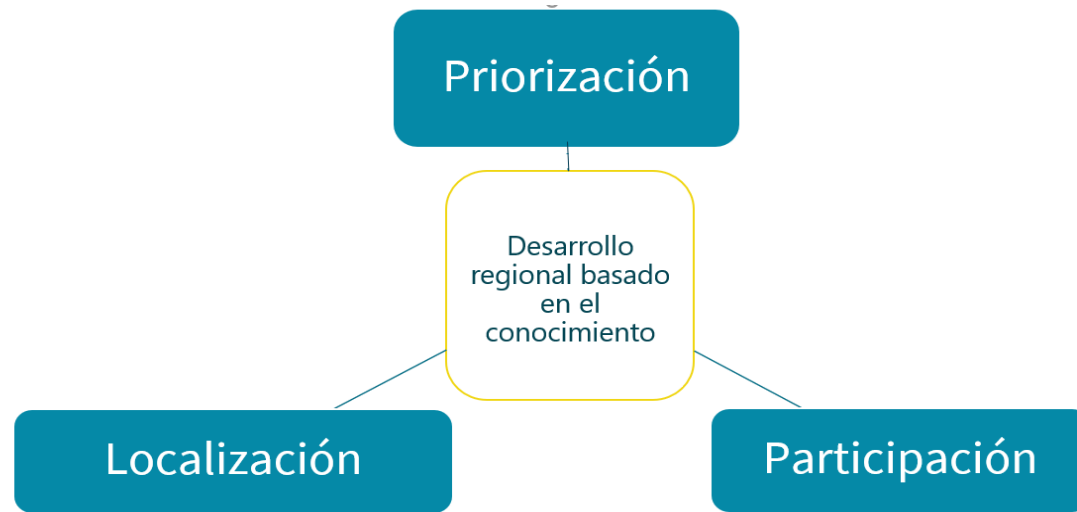 Priorización
Desarrollo
regional basado
en el
conocimiento
Localización
Participación